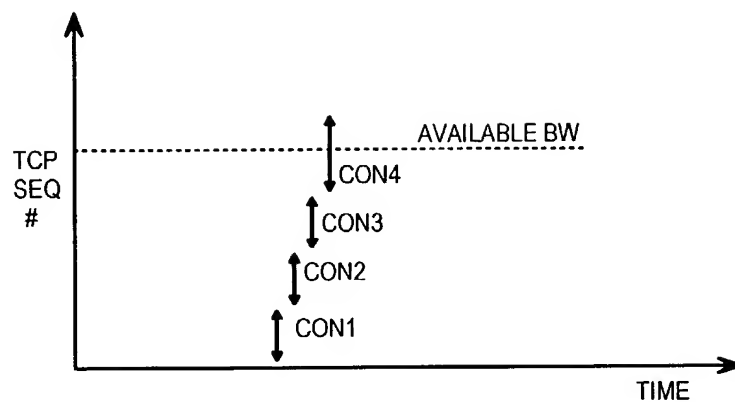 AVAILABLE BW
TCP
SEQ
#
CON4
CON3
CON2
CON1
TIME